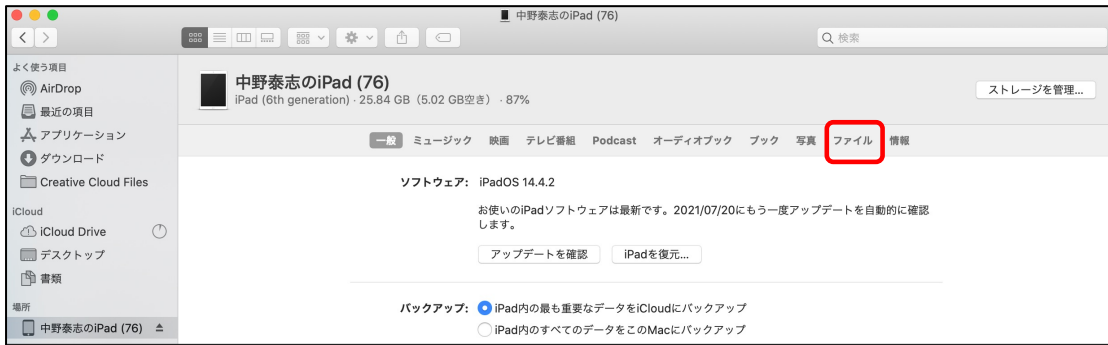 中野泰志のiPad (76)
検索
よく使う項目
AirDrop
最近の項目
アプリケーション
ダウンロード
Creative Cloud Files
iCloud
iCloud Drive
デスクトップ
書類
場所
中野泰志のiPad (76)
中野泰志のiPad (76)
iPad (6th generation) · 25.84 GB（5.02 GB空き） · 87%
ストレージを管理...
一般 ミュージック 映画 テレビ番組 Podcast オーディオブック ブック 写真 ファイル 情報
ソフトウェア: iPadOS 14.4.2
お使いのiPadソフトウェアは最新です。2021/07/20にもう一度アップデートを自動的に確認
します。
アップデートを確認 iPadを復元...
バックアップ: iPad内の最も重要なデータをiCloudにバックアップ
iPad内のすべてのデータをこのMacにバックアップ